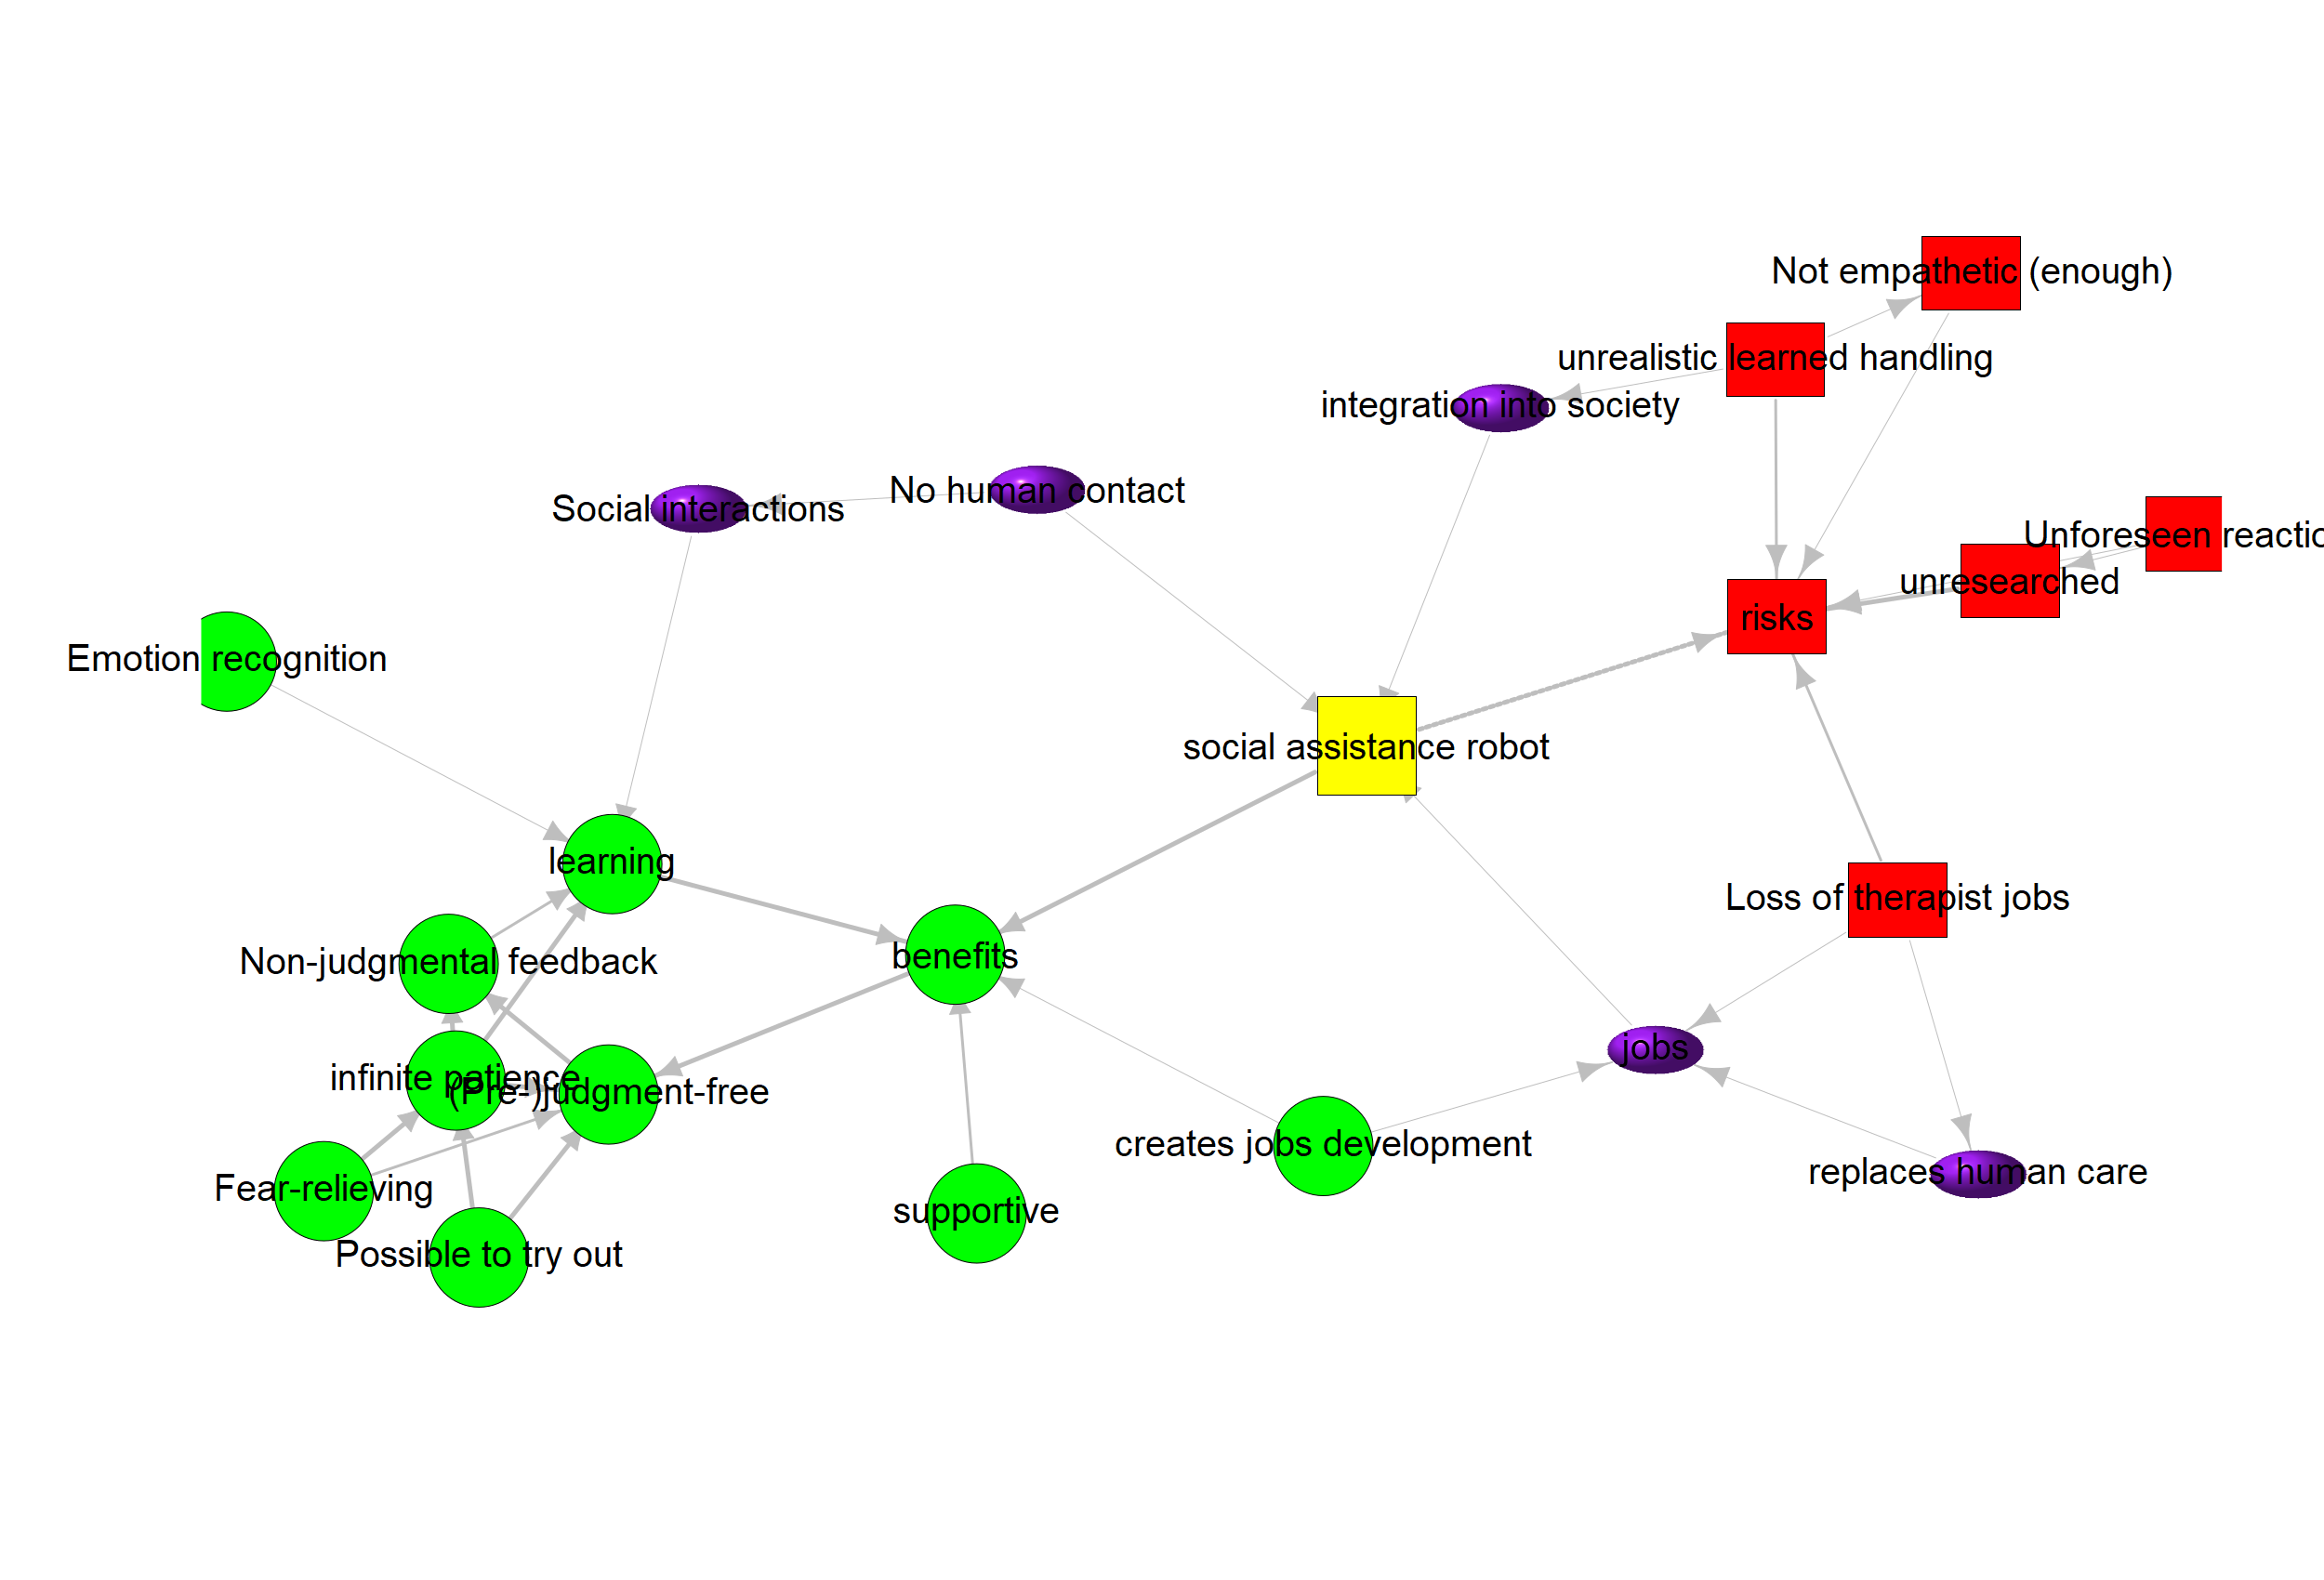 Not empathetic (enough)
unrealistic learned handling
integration into society
No human contact
Social interactions
Unforeseen reactio
unresearched
risks
Emotion recognition
social assistance robot
learning
Loss of therapist jobs
benefits
Non-judgmental feedback
jobs
infinite patience
(Pre-)judgment-free
creates jobs development
replaces human care
Fear-relieving
supportive
Possible to try out